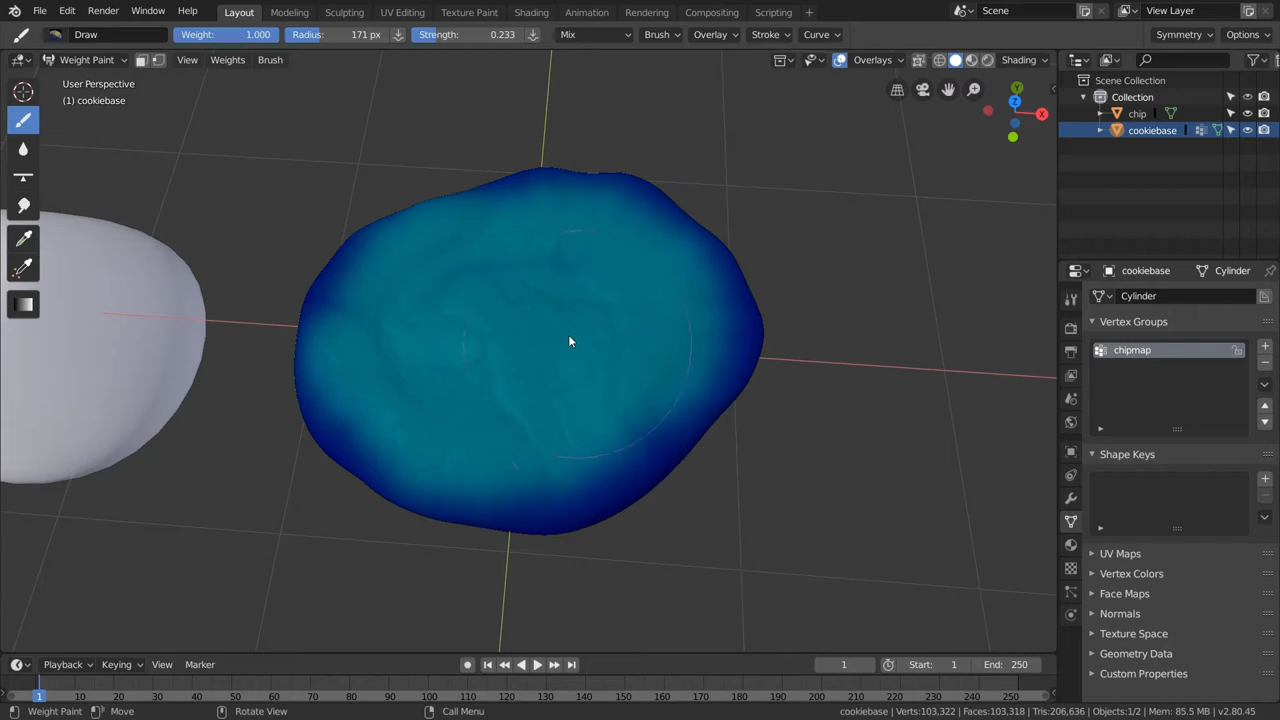 File Edit Render Window Help Layout Modeling Sculpting UV Editing Texture Paint Shading Animation Rendering Compositing Scripting + Scene View Layer
Draw Weight: 1.000 Radius: 171 px Strength: 0.233 Mix Brush Overlay Stroke Curve Symmetry Options
Weight Paint View Weights Brush Overlays Shading
User Perspective
(1) cookiebase
Y
Z
X
Scene Collection
Collection
chip
cookiebase
cookiebase Cylinder
Cylinder
Vertex Groups
chipmap
Shape Keys
UV Maps
Vertex Colors
Face Maps
Normals
Texture Space
Geometry Data
Custom Properties
Playback Keying View Marker 1 Start: 1 End: 250
1 10 20 30 40 50 60 70 80 90 100 110 120 130 140 150 160 170 180 190 200 210 220 230 240 250
Weight Paint Move Rotate View Call Menu cookiebase | Verts:103,322 | Faces:103,318 | Tris:206,636 | Objects:1/2 | Mem: 85.5 MB | v2.80.45